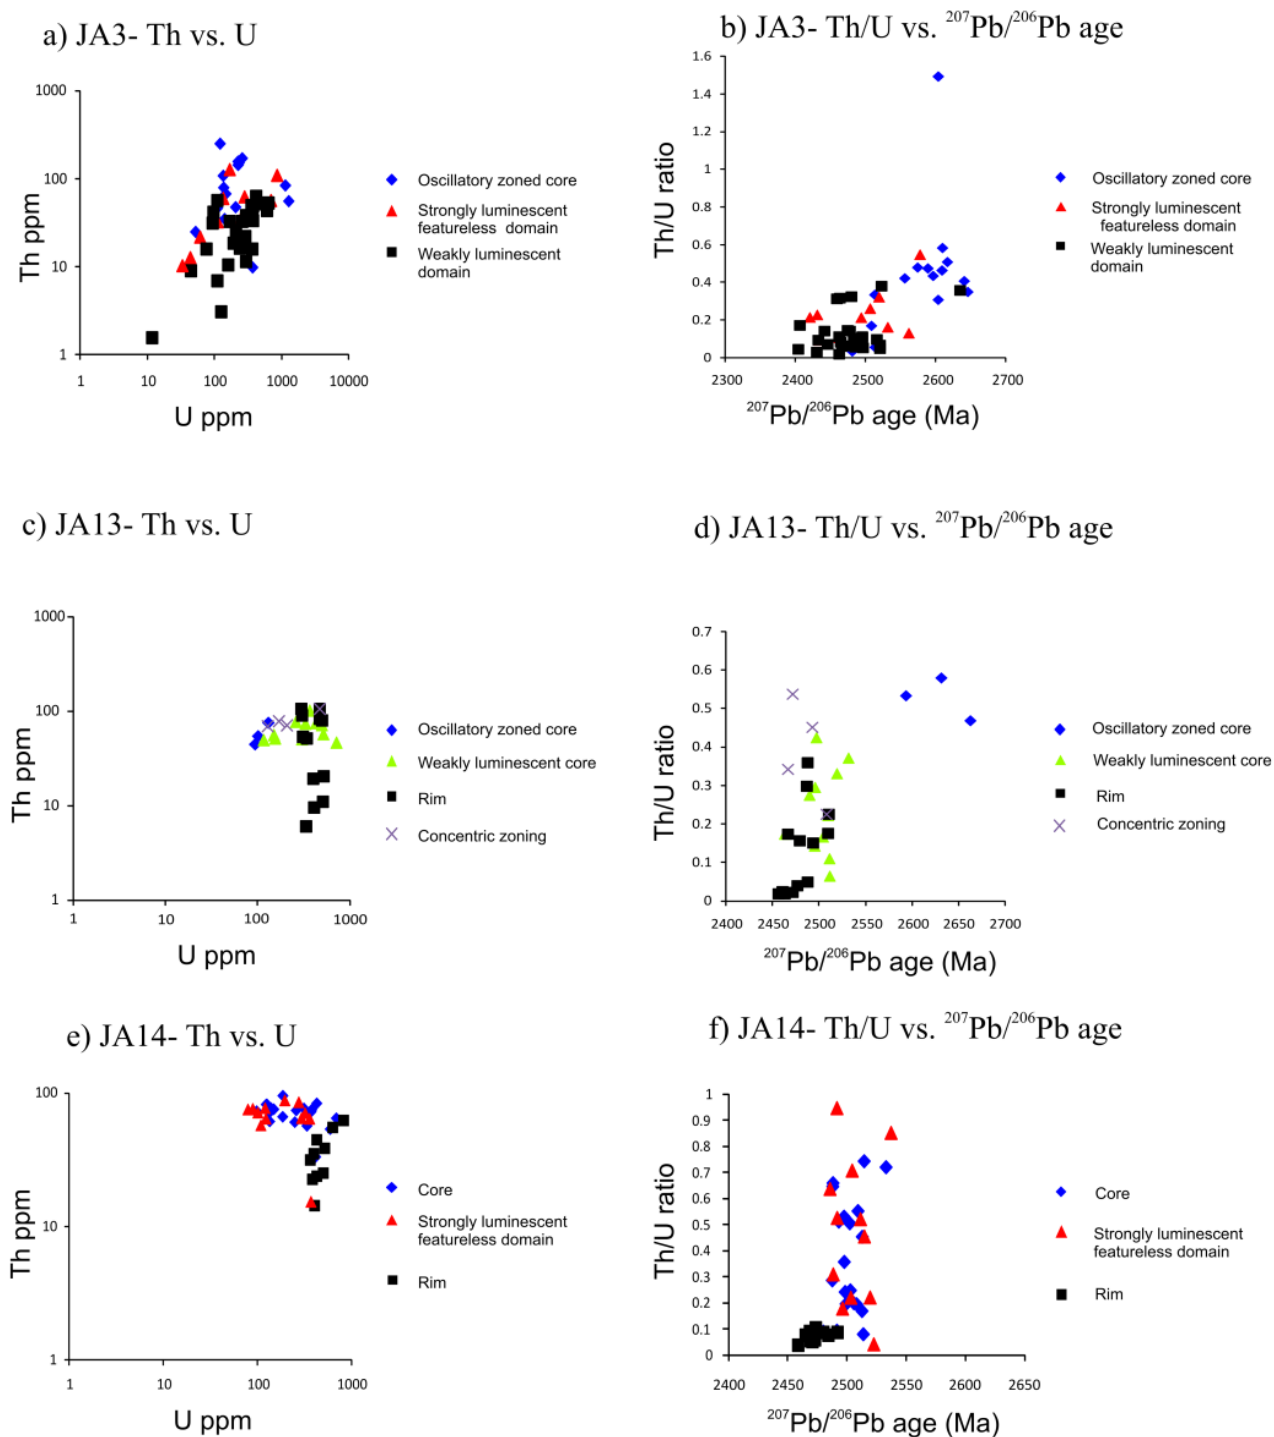 a) JA3- Th vs. U
1000
100
10
1
Th ppm
1 10 100 1000 10000
U ppm
Oscillatory zoned core
Strongly luminescent
featureless domain
Weakly luminescent
domain
b) JA3- Th/U vs. ²⁰⁷Pb/²⁰⁶Pb age
1.6
1.4
1.2
1
0.8
0.6
0.4
0.2
0
Th/U ratio
2300 2400 2500 2600 2700
²⁰⁷Pb/²⁰⁶Pb age (Ma)
Oscillatory zoned core
Strongly luminescent
featureless domain
Weakly luminescent
domain
c) JA13- Th vs. U
1000
100
10
1
Th ppm
1 10 100 1000
U ppm
Oscillatory zoned core
Weakly luminescent core
Rim
Concentric zoning
d) JA13- Th/U vs. ²⁰⁷Pb/²⁰⁶Pb age
0.7
0.6
0.5
0.4
0.3
0.2
0.1
0
Th/U ratio
2400 2450 2500 2550 2600 2650 2700
²⁰⁷Pb/²⁰⁶Pb age (Ma)
Oscillatory zoned core
Weakly luminescent core
Rim
Concentric zoning
e) JA14- Th vs. U
100
10
1
Th ppm
1 10 100 1000
U ppm
Core
Strongly luminescent
featureless domain
Rim
f) JA14- Th/U vs. ²⁰⁷Pb/²⁰⁶Pb age
1
0.9
0.8
0.7
0.6
0.5
0.4
0.3
0.2
0.1
0
Th/U ratio
2400 2450 2500 2550 2600 2650
²⁰⁷Pb/²⁰⁶Pb age (Ma)
Core
Strongly luminescent
featureless domain
Rim